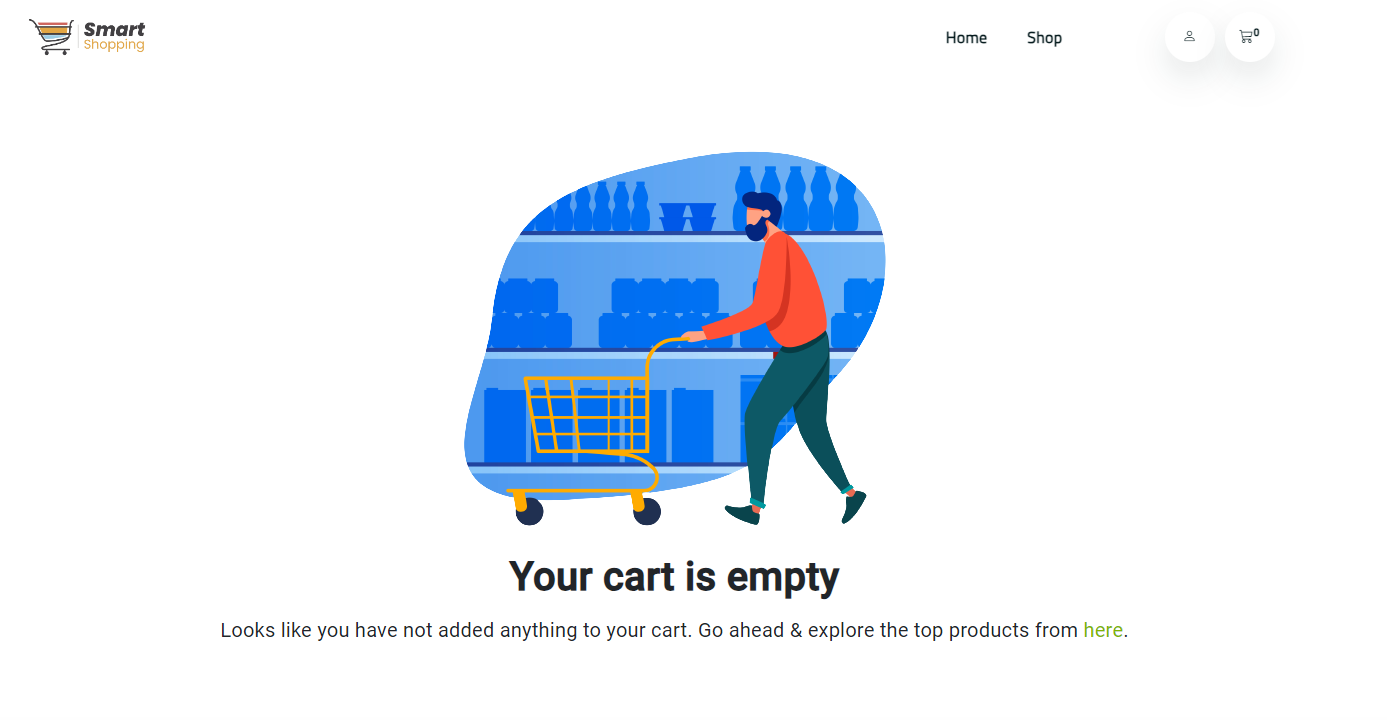 Smart
Shopping
Home
Shop
0
Your cart is empty
Looks like you have not added anything to your cart. Go ahead & explore the top products from here.